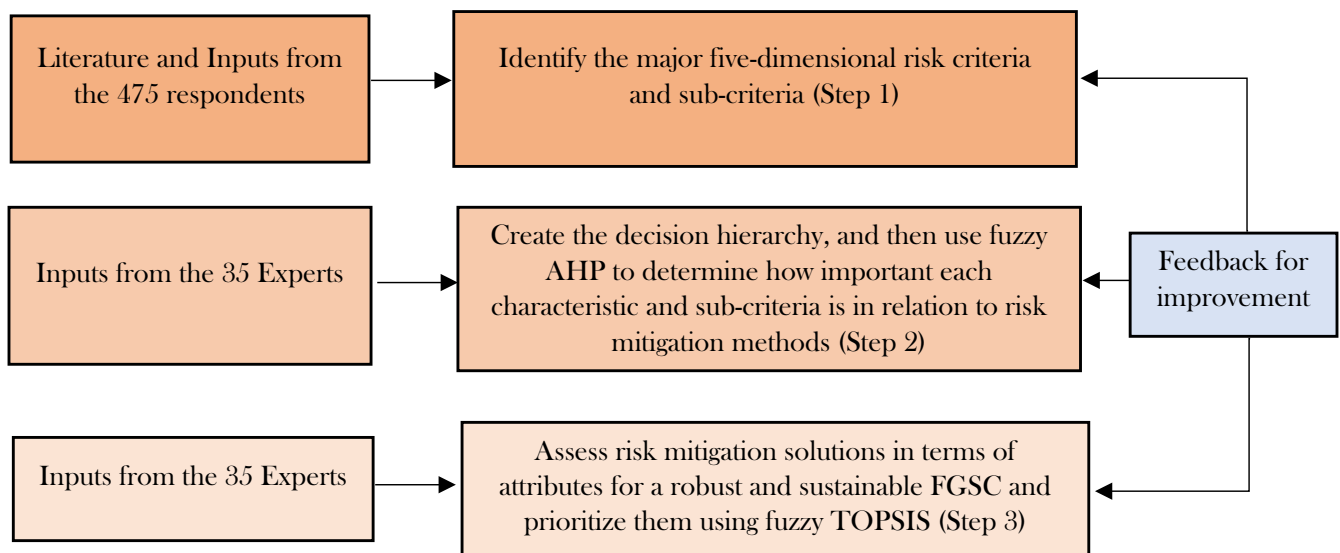 Literature and Inputs from
the 475 respondents
Identify the major five-dimensional risk criteria
and sub-criteria (Step 1)
Inputs from the 35 Experts
Create the decision hierarchy, and then use fuzzy
AHP to determine how important each
characteristic and sub-criteria is in relation to risk
mitigation methods (Step 2)
Feedback for
improvement
Inputs from the 35 Experts
Assess risk mitigation solutions in terms of
attributes for a robust and sustainable FGSC and
prioritize them using fuzzy TOPSIS (Step 3)